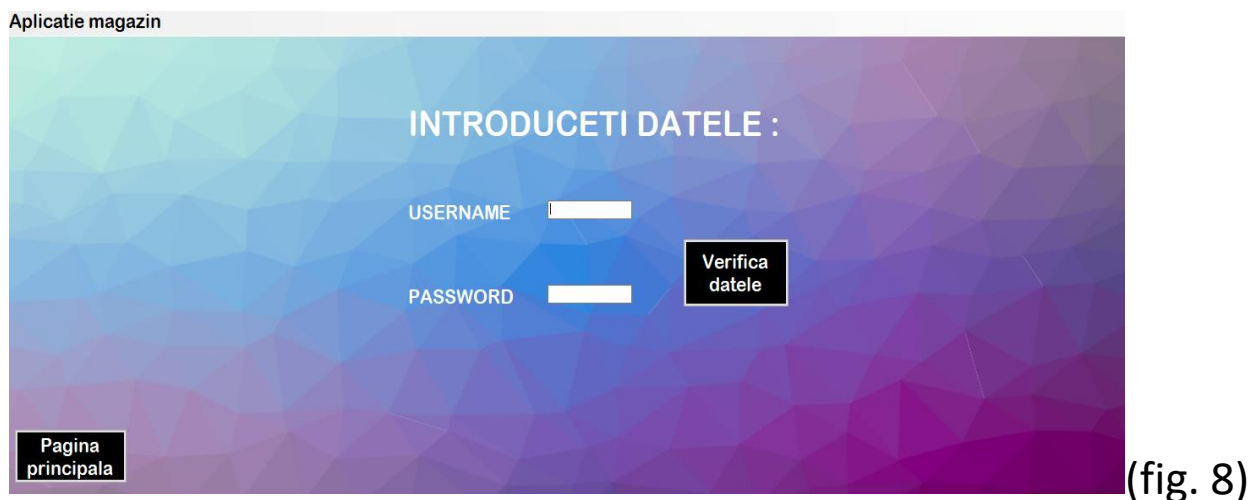 Aplicatie magazin
INTRODUCETI DATELE :
USERNAME
Verifica
datele
PASSWORD
Pagina
principala
(fig. 8)